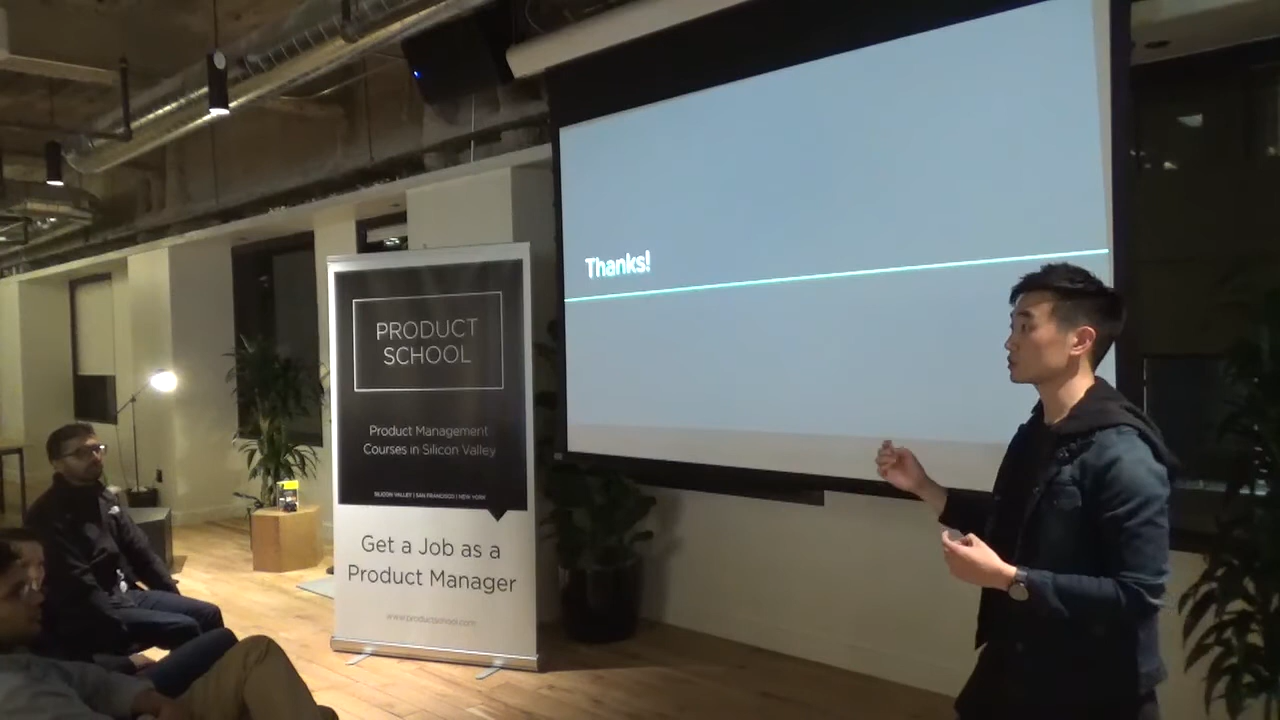 Thanks!
PRODUCT
SCHOOL
Product Management
Courses in Silicon Valley
SILICON VALLEY | SAN FRANCISCO | NEW YORK
Get a Job as a
Product Manager
www.productschool.com